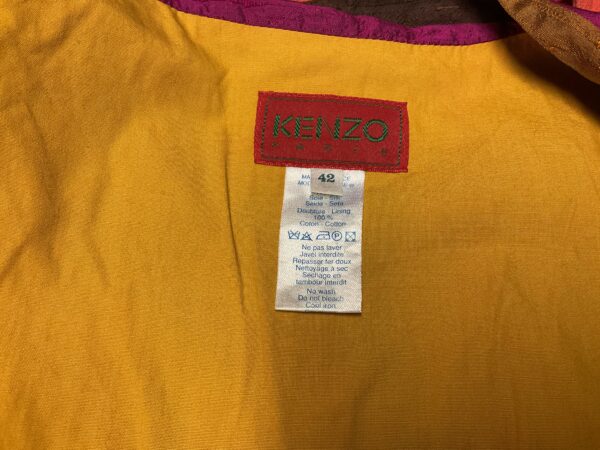 KENZO
PARIS
42
Soie - Silk
Seide - Seta
Doublure - Lining
100 %
Coton - Cotton
Ne pas laver
Javel interdite
Repasser fer doux
Nettoyage à sec
Séchage en
tambour interdit
No wash
Do not bleach
Cool iron